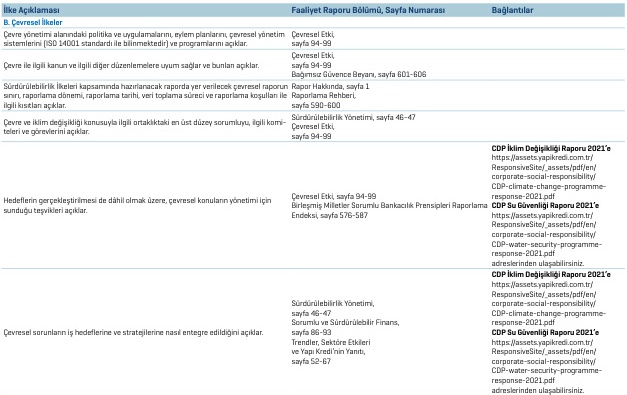 İlke Açıklaması
Faaliyet Raporu Bölümü, Sayfa Numarası
Bağlantılar
B. Çevresel İlkeler
Çevre yönetimi alanındaki politika ve uygulamalarını, eylem planlarını, çevresel yönetim
sistemlerini (ISO 14001 standardı ile bilinmektedir) ve programlarını açıklar.
Çevresel Etki,
sayfa 94-99
Çevre ile ilgili kanun ve ilgili diğer düzenlemelere uyum sağlar ve bunları açıklar.
Çevresel Etki,
sayfa 94-99
Bağımsız Güvence Beyanı, sayfa 601-606
Sürdürülebilirlik İlkeleri kapsamında hazırlanacak raporda yer verilecek çevresel raporun
sınırı, raporlama dönemi, raporlama tarihi, veri toplama süreci ve raporlama koşulları ile
ilgili kısıtları açıklar.
Rapor Hakkında, sayfa 1
Raporlama Rehberi,
sayfa 590-600
Çevre ve iklim değişikliği konusuyla ilgili ortaklıktaki en üst düzey sorumluyu, ilgili komi-
teleri ve görevlerini açıklar.
Sürdürülebilirlik Yönetimi, sayfa 46-47
Çevresel Etki,
sayfa 94-99
Hedeflerin gerçekleştirilmesi de dâhil olmak üzere, çevresel konuların yönetimi için
sunduğu teşvikleri açıklar.
Çevresel Etki, sayfa 94-99
Birleşmiş Milletler Sorumlu Bankacılık Prensipleri Raporlama
Endeksi, sayfa 576-587
CDP İklim Değişikliği Raporu 2021'e
https://assets.yapikredi.com.tr/
ResponsiveSite/_assets/pdf/en/
corporate-social-responsibility/
CDP-climate-change-programme-
response-2021.pdf
CDP Su Güvenliği Raporu 2021'e
https://assets.yapikredi.com.tr/
ResponsiveSite/_assets/pdf/en/
corporate-social-responsibility/
CDP-water-security-programme-
response-2021.pdf
adreslerinden ulaşabilirsiniz.
Çevresel sorunların iş hedeflerine ve stratejilerine nasıl entegre edildiğini açıklar.
Sürdürülebilirlik Yönetimi,
sayfa 46-47
Sorumlu ve Sürdürülebilir Finans,
sayfa 86-93
Trendler, Sektöre Etkileri
ve Yapı Kredi'nin Yanıtı,
sayfa 52-67
CDP İklim Değişikliği Raporu 2021'e
https://assets.yapikredi.com.tr/
ResponsiveSite/_assets/pdf/en/
corporate-social-responsibility/
CDP-climate-change-programme-
response-2021.pdf
CDP Su Güvenliği Raporu 2021'e
https://assets.yapikredi.com.tr/
ResponsiveSite/_assets/pdf/en/
corporate-social-responsibility/
CDP-water-security-programme-
response-2021.pdf
adreslerinden ulaşabilirsiniz.